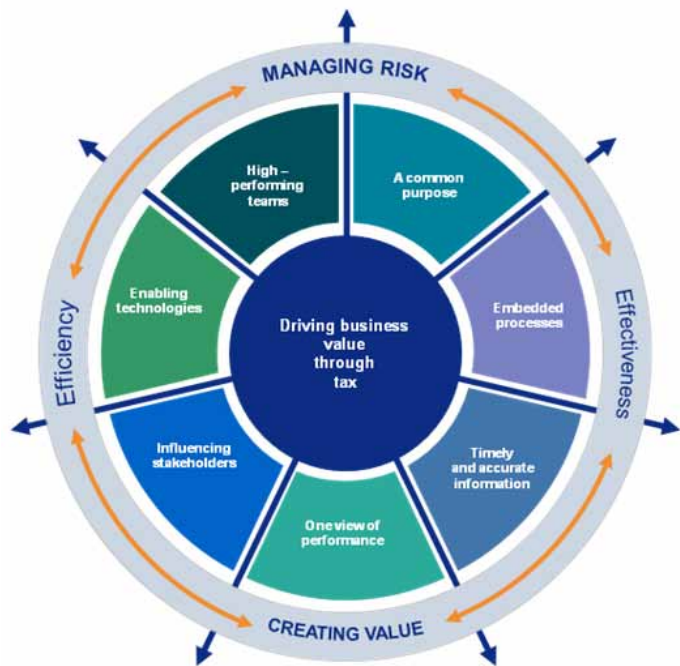 MANAGING RISK
High –
performing
teams
A common
purpose
Enabling
technologies
Embedded
processes
Efficiency
Effectiveness
Driving business
value
through
tax
Influencing
stakeholders
Timely
and accurate
information
One view of
performance
CREATING VALUE